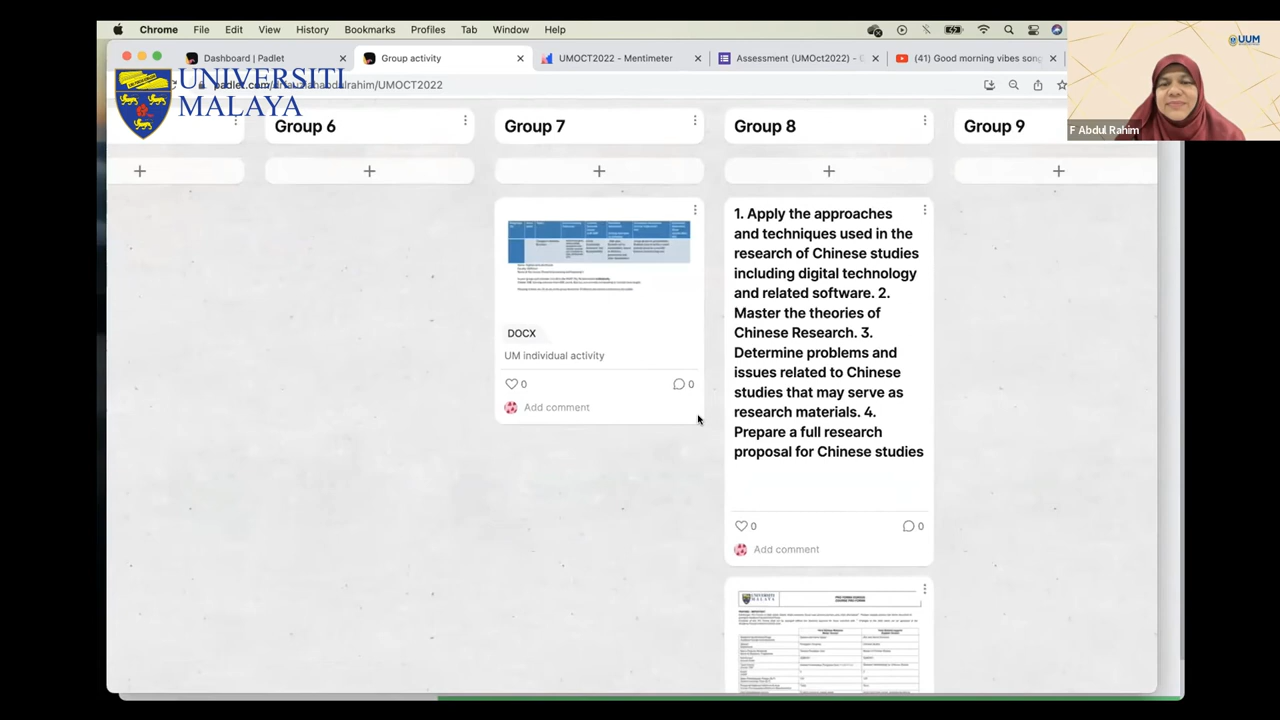 Chrome File Edit View History Bookmarks Profiles Tab Window Help
Dashboard | Padlet
Group activity
UMOCT2022 - Mentimeter
Assessment (UMOct2022) -
(41) Good morning vibes song
UUM
UNIVERSITI
MALAYA
/UMOCT2022
F Abdul Rahim
Group 6
Group 7
Group 8
Group 9
DOCX
UM individual activity
0 0
Add comment
1. Apply the approaches
and techniques used in the
research of Chinese studies
including digital technology
and related software. 2.
Master the theories of
Chinese Research. 3.
Determine problems and
issues related to Chinese
studies that may serve as
research materials. 4.
Prepare a full research
proposal for Chinese studies
0 0
Add comment